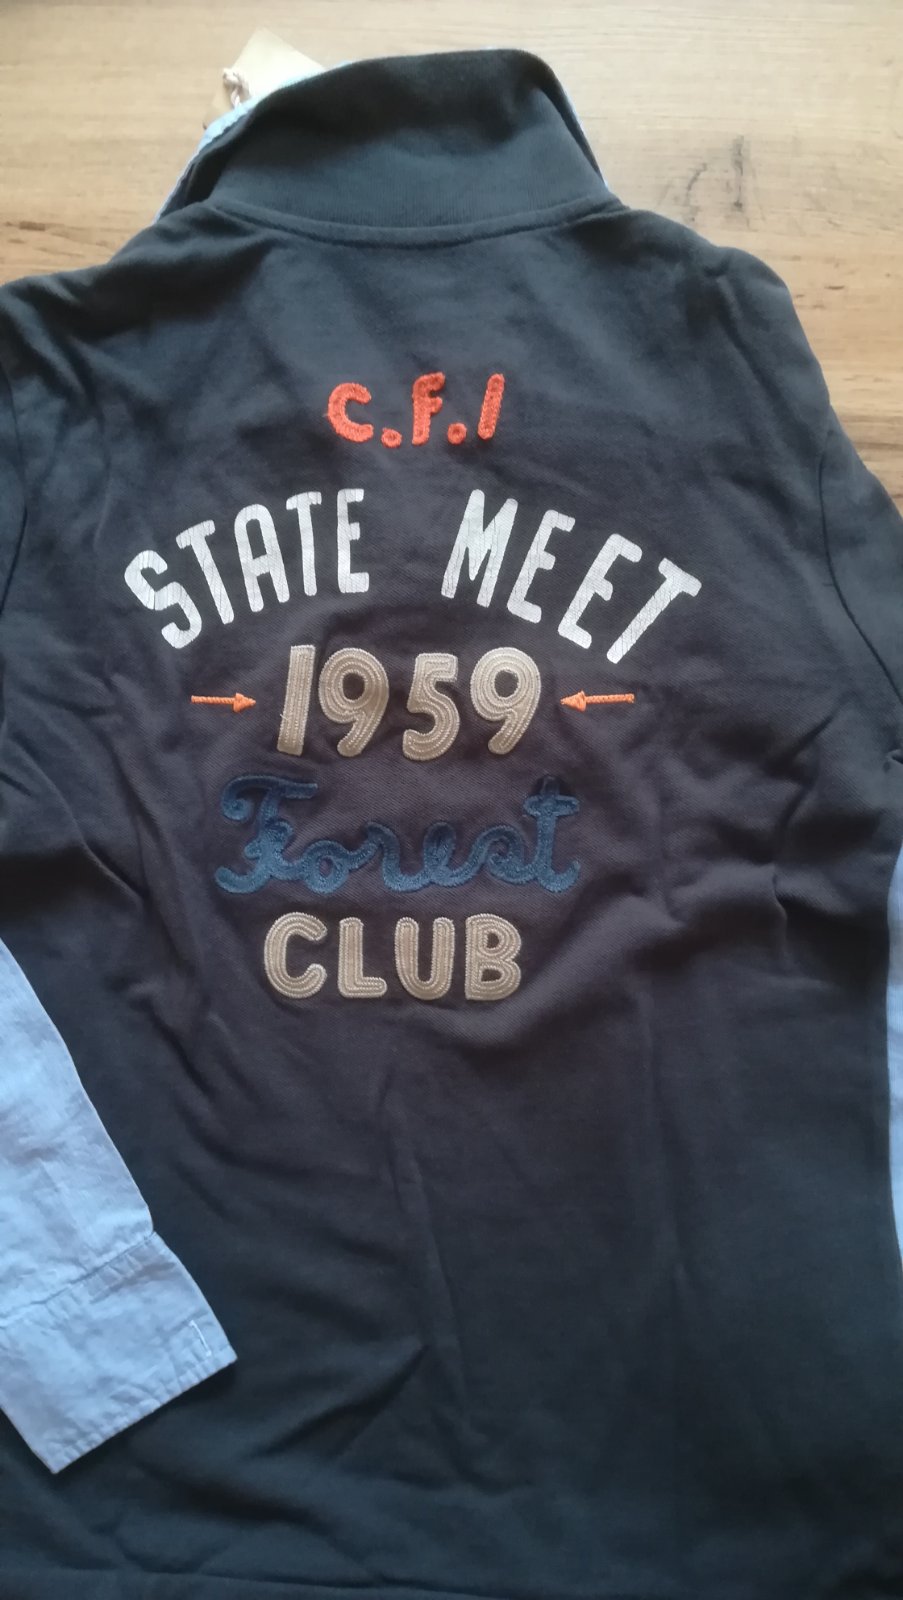 C.F.I
STATE MEET
1959
Forest
CLUB